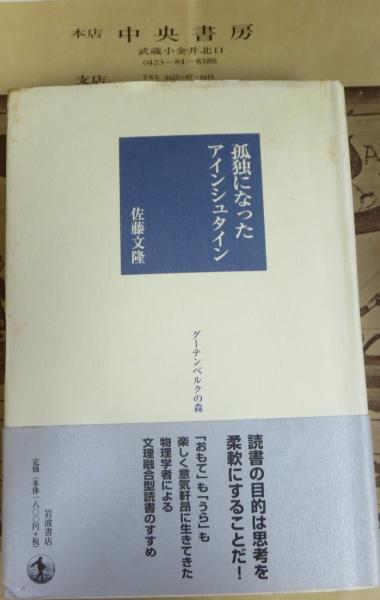 本店 中央書房
武蔵小金井北口
0423-84-8386
支店
TEL 0423-87-8419
孤独になった
アインシュタイン
佐藤文隆
グーテンベルクの森
読書の目的は思考を
柔軟にすることだ!
「おもて」も「うら」も
楽しく意気軒昂に生きてきた
物理学者による
文理融合型読書のすすめ
岩波書店
定価(本体一八〇〇円+税)